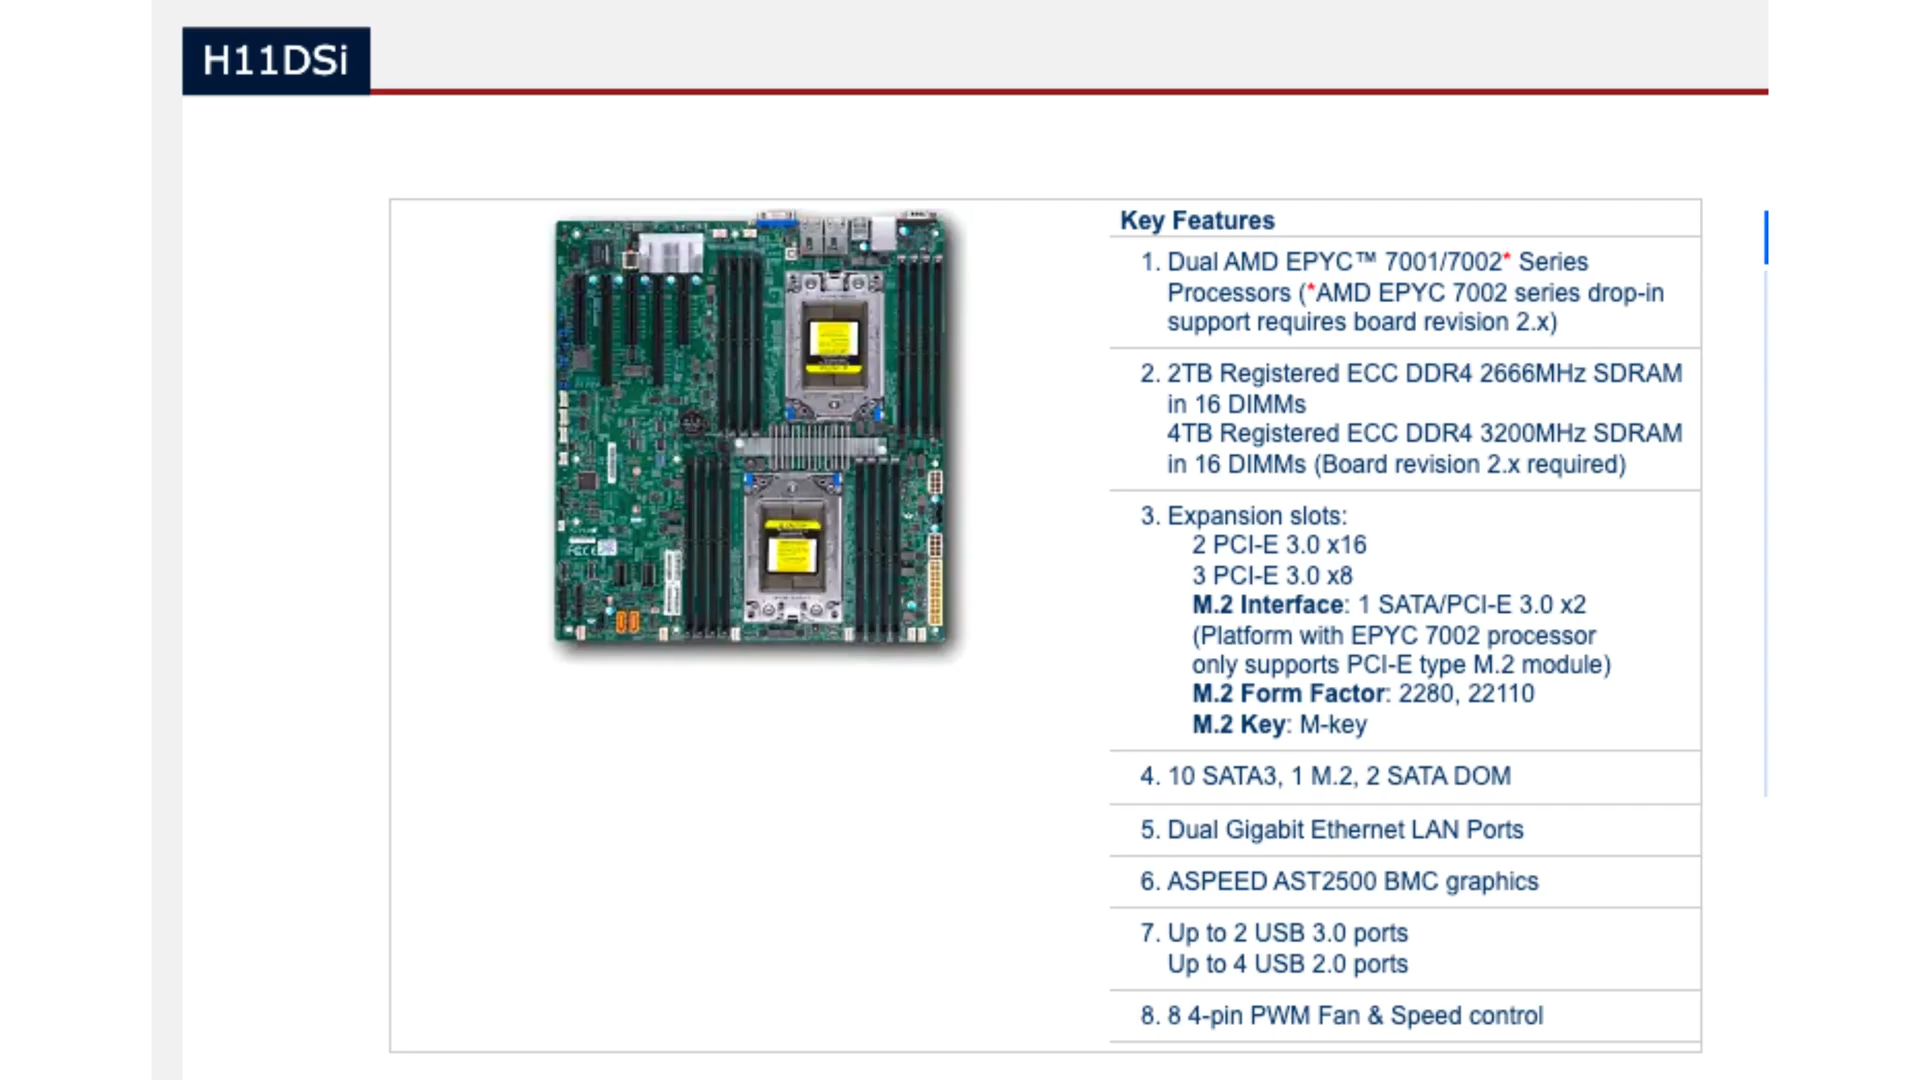 H11DSi
Key Features
1. Dual AMD EPYC™ 7001/7002* Series
Processors (*AMD EPYC 7002 series drop-in
support requires board revision 2.x)
2. 2TB Registered ECC DDR4 2666MHz SDRAM
in 16 DIMMs
4TB Registered ECC DDR4 3200MHz SDRAM
in 16 DIMMs (Board revision 2.x required)
3. Expansion slots:
2 PCI-E 3.0 x16
3 PCI-E 3.0 x8
M.2 Interface: 1 SATA/PCI-E 3.0 x2
(Platform with EPYC 7002 processor
only supports PCI-E type M.2 module)
M.2 Form Factor: 2280, 22110
M.2 Key: M-key
4. 10 SATA3, 1 M.2, 2 SATA DOM
5. Dual Gigabit Ethernet LAN Ports
6. ASPEED AST2500 BMC graphics
7. Up to 2 USB 3.0 ports
Up to 4 USB 2.0 ports
8. 8 4-pin PWM Fan & Speed control